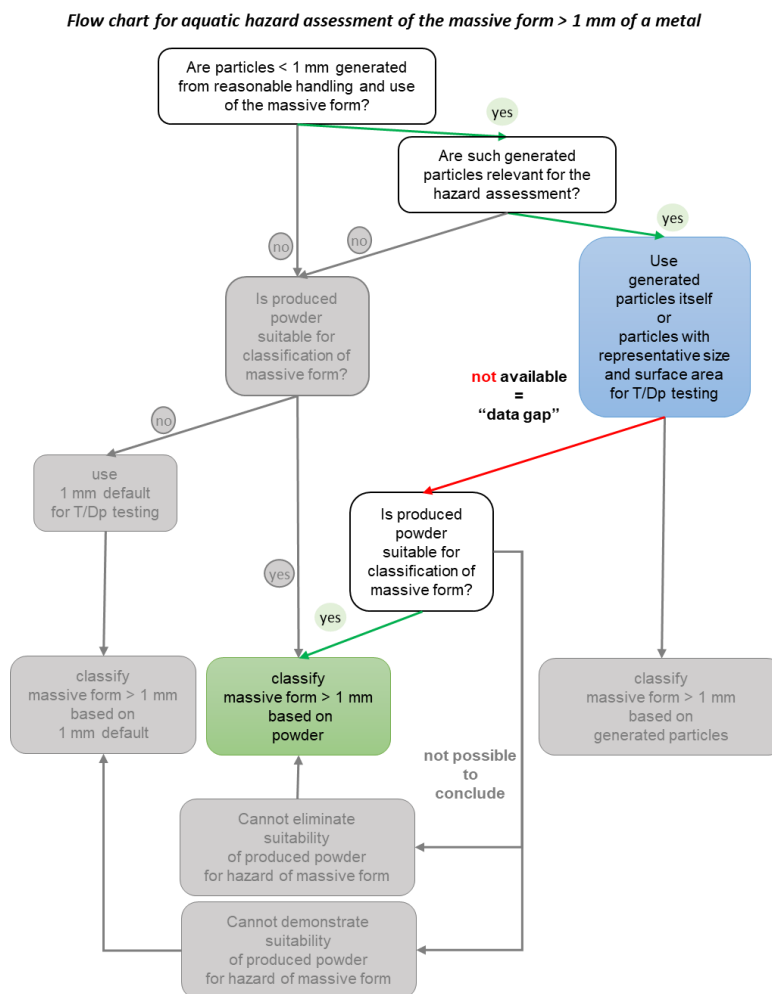 Flow chart for aquatic hazard assessment of the massive form > 1 mm of a metal
Are particles < 1 mm generated
from reasonable handling and use
of the massive form?
yes
Are such generated
particles relevant for the
hazard assessment?
yes
no
no
Use
generated
particles itself
or
particles with
representative size
and surface area
for T/Dp testing
Is produced
powder
suitable for
classification of
massive form?
not available
=
“data gap”
no
use
1 mm default
for T/Dp testing
Is produced
powder
suitable for
classification of
massive form?
yes
yes
classify
massive form > 1 mm
based on
1 mm default
classify
massive form > 1 mm
based on
powder
classify
massive form > 1 mm
based on
generated particles
not possible
to
conclude
Cannot eliminate
suitability
of produced powder
for hazard of massive form
Cannot demonstrate
suitability
of produced powder
for hazard of massive form